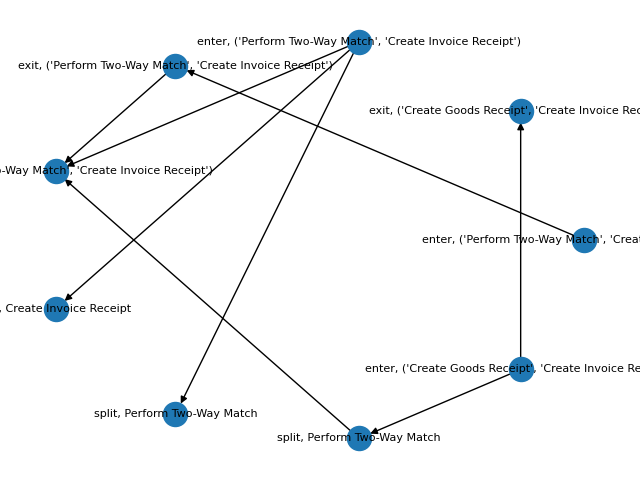 enter, ('Perform Two-Way Match', 'Create Invoice Receipt')
exit, ('Perform Two-Way Match', 'Create Invoice Receipt')
exit, ('Create Goods Receipt', 'Create Invoice Rec
o-Way Match', 'Create Invoice Receipt')
enter, ('Perform Two-Way Match', 'Creat
, Create Invoice Receipt
enter, ('Create Goods Receipt', 'Create Invoice Re
split, Perform Two-Way Match
split, Perform Two-Way Match